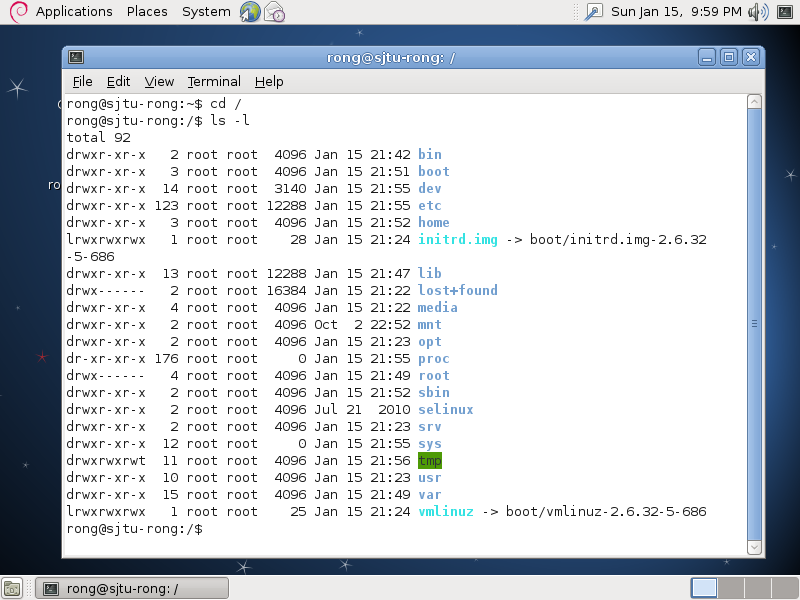 Applications Places System Sun Jan 15, 9:59 PM
rong@sjtu-rong: /
File Edit View Terminal Help
rong@sjtu-rong:~$ cd /
rong@sjtu-rong:/$ ls -l
total 92
drwxr-xr-x 2 root root 4096 Jan 15 21:42 bin
drwxr-xr-x 3 root root 4096 Jan 15 21:51 boot
drwxr-xr-x 14 root root 3140 Jan 15 21:55 dev
drwxr-xr-x 123 root root 12288 Jan 15 21:55 etc
drwxr-xr-x 3 root root 4096 Jan 15 21:52 home
lrwxrwxrwx 1 root root 28 Jan 15 21:24 initrd.img -> boot/initrd.img-2.6.32
-5-686
drwxr-xr-x 13 root root 12288 Jan 15 21:47 lib
drwx------ 2 root root 16384 Jan 15 21:22 lost+found
drwxr-xr-x 4 root root 4096 Jan 15 21:22 media
drwxr-xr-x 2 root root 4096 Oct 2 22:52 mnt
drwxr-xr-x 2 root root 4096 Jan 15 21:23 opt
dr-xr-xr-x 176 root root 0 Jan 15 21:55 proc
drwx------ 4 root root 4096 Jan 15 21:49 root
drwxr-xr-x 2 root root 4096 Jan 15 21:52 sbin
drwxr-xr-x 2 root root 4096 Jul 21 2010 selinux
drwxr-xr-x 2 root root 4096 Jan 15 21:23 srv
drwxr-xr-x 12 root root 0 Jan 15 21:55 sys
drwxrwxrwt 11 root root 4096 Jan 15 21:56 tmp
drwxr-xr-x 10 root root 4096 Jan 15 21:23 usr
drwxr-xr-x 15 root root 4096 Jan 15 21:49 var
lrwxrwxrwx 1 root root 25 Jan 15 21:24 vmlinuz -> boot/vmlinuz-2.6.32-5-686
rong@sjtu-rong:/$
rong@sjtu-rong: /